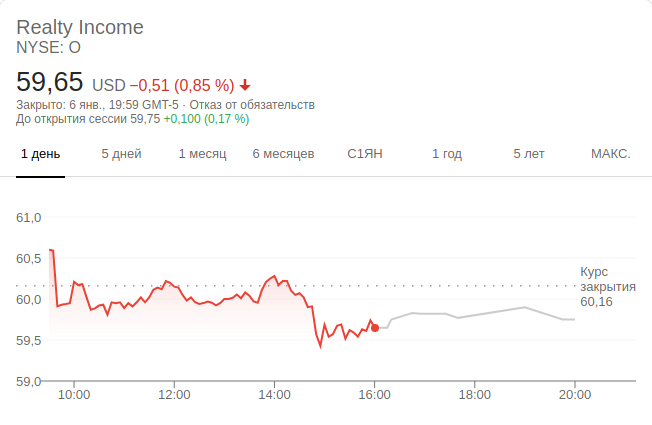 Realty Income
NYSE: O
59,65 USD −0,51 (0,85 %)
Закрыто: 6 янв., 19:59 GMT-5 · Отказ от обязательств
До открытия сессии 59,75 +0,100 (0,17 %)
1 день 5 дней 1 месяц 6 месяцев С1ЯН 1 год 5 лет МАКС.
61,0
60,5
Курс
закрытия
60,16
60,0
59,5
59,0
10:00 12:00 14:00 16:00 18:00 20:00